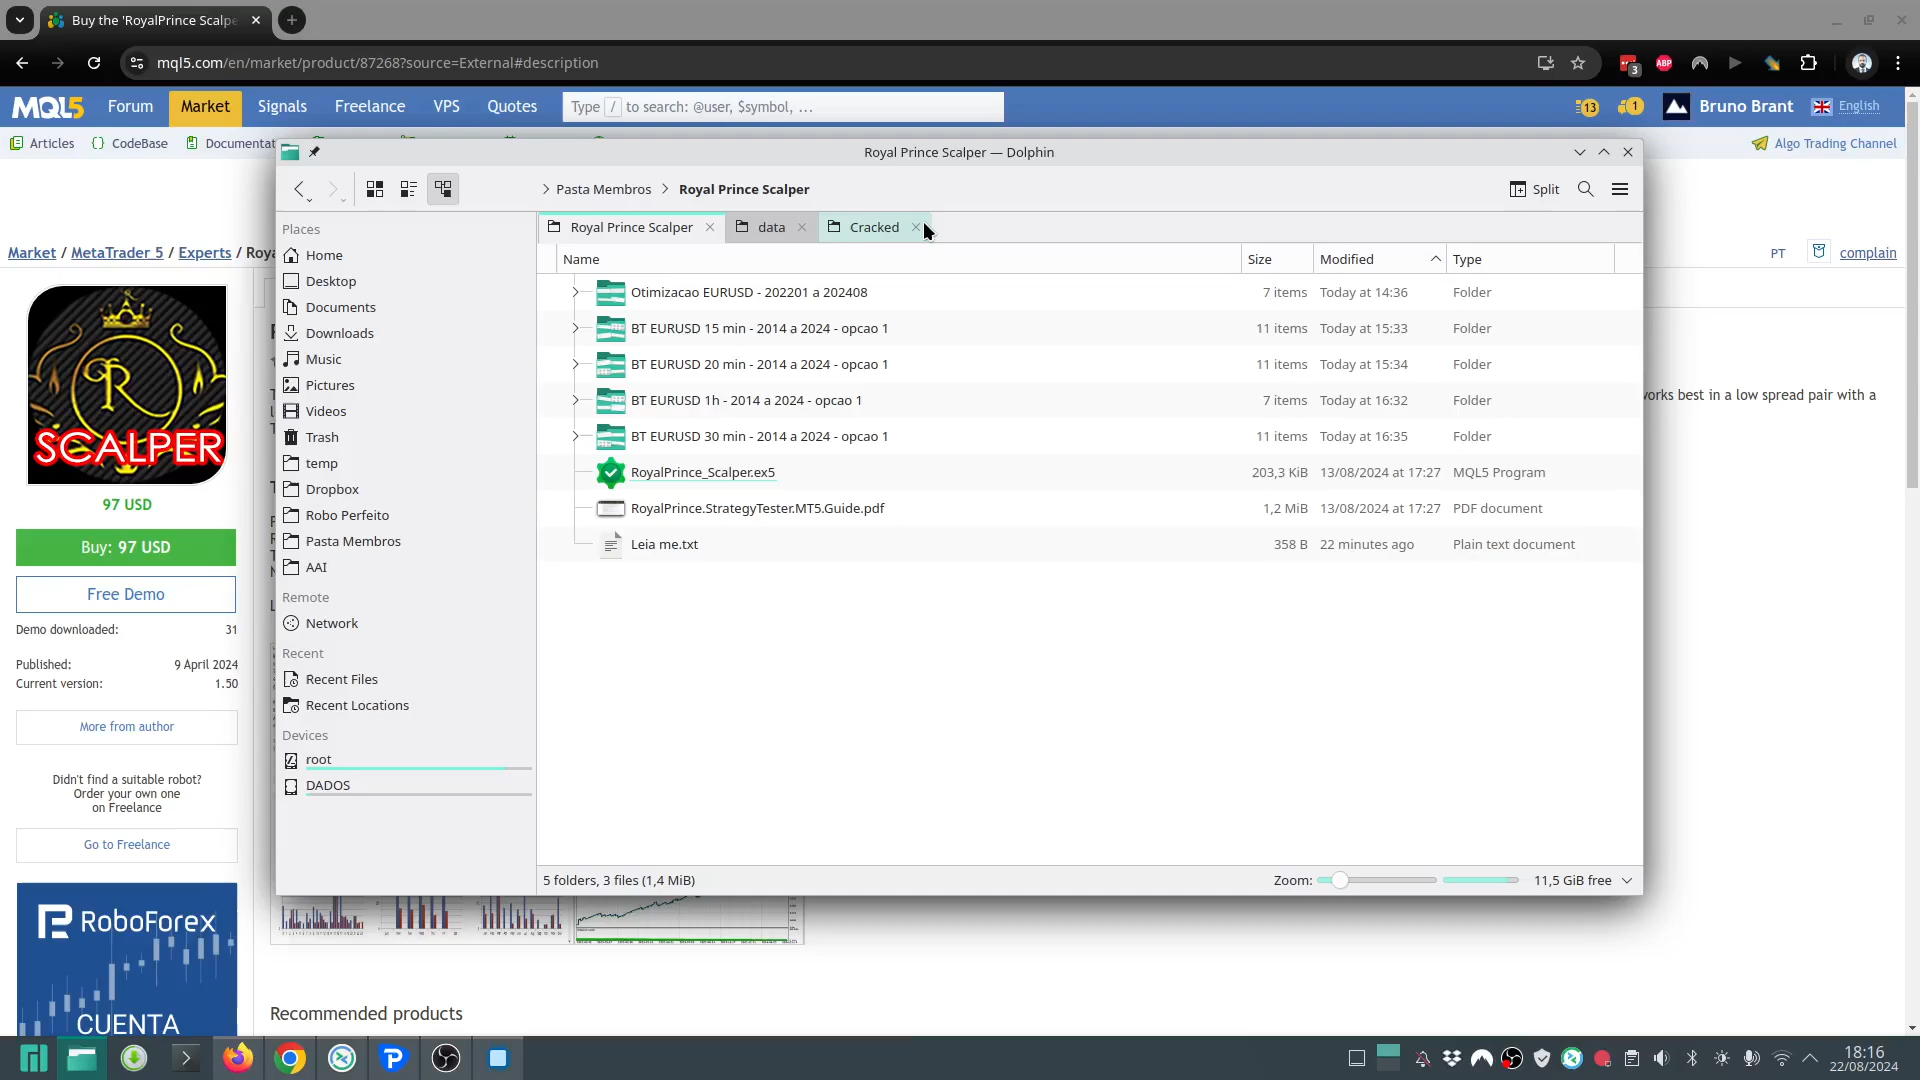 Buy the 'RoyalPrince Scalpe
mql5.com/en/market/product/87268?source=External#description
3
ABP
MQL5
Forum
Market
Signals
Freelance
VPS
Quotes
Type / to search: @user, $symbol, ...
13
1
Bruno Brant
English
Articles
CodeBase
Documentat
Algo Trading Channel
Market / MetaTrader 5 / Experts / Roya
PT
complain
R
SCALPER
97 USD
Buy: 97 USD
Free Demo
Demo downloaded: 31
Published: 9 April 2024
Current version: 1.50
More from author
Didn't find a suitable robot?
Order your own one
on Freelance
Go to Freelance
RoboForex
CUENTA
Royal Prince Scalper — Dolphin
Pasta Membros
Royal Prince Scalper
Split
Places
Home
Desktop
Documents
Downloads
Music
Pictures
Videos
Trash
temp
Dropbox
Robo Perfeito
Pasta Membros
AAI
Remote
Network
Recent
Recent Files
Recent Locations
Devices
root
DADOS
Royal Prince Scalper
data
Cracked
Name Size Modified Type
Otimizacao EURUSD - 202201 a 202408 7 items Today at 14:36 Folder
BT EURUSD 15 min - 2014 a 2024 - opcao 1 11 items Today at 15:33 Folder
BT EURUSD 20 min - 2014 a 2024 - opcao 1 11 items Today at 15:34 Folder
BT EURUSD 1h - 2014 a 2024 - opcao 1 7 items Today at 16:32 Folder
BT EURUSD 30 min - 2014 a 2024 - opcao 1 11 items Today at 16:35 Folder
RoyalPrince_Scalper.ex5 203,3 KiB 13/08/2024 at 17:27 MQL5 Program
RoyalPrince.StrategyTester.MT5.Guide.pdf 1,2 MiB 13/08/2024 at 17:27 PDF document
Leia me.txt 358 B 22 minutes ago Plain text document
5 folders, 3 files (1,4 MiB)
Zoom:
11,5 GiB free
works best in a low spread pair with a
Recommended products
18:16
22/08/2024